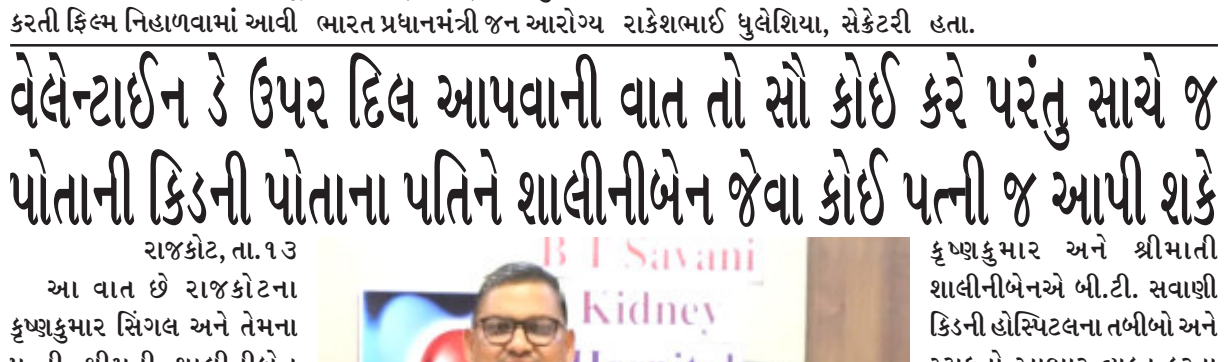 કરતી ફિલ્મ નિહાળવામાં આવી
ભારત પ્રધાનમંત્રી જન આરોગ્ય
રાકેશભાઈ ધુલેશિયા, સેક્રેટરી
હતા.
વેલેન્ટાઈન ડે ઉપર દિલ આપવાની વાત તો સૌ કોઈ કરે પરંતુ સાચે જ
પોતાની કિડની પોતાના પતિને શાલીનીબેન જેવા કોઈ પત્ની જ આપી શકે
રાજકોટ, તા.૧૩
આ વાત છે રાજકોટના
કૃષ્ણકુમાર સિંગલ અને તેમના
B T Savani
Kidney
કૃષ્ણકુમાર અને શ્રીમાતી
શાલીનીબેનએ બી.ટી. સવાણી
કિડની હોસ્પિટલના તબીબો અને